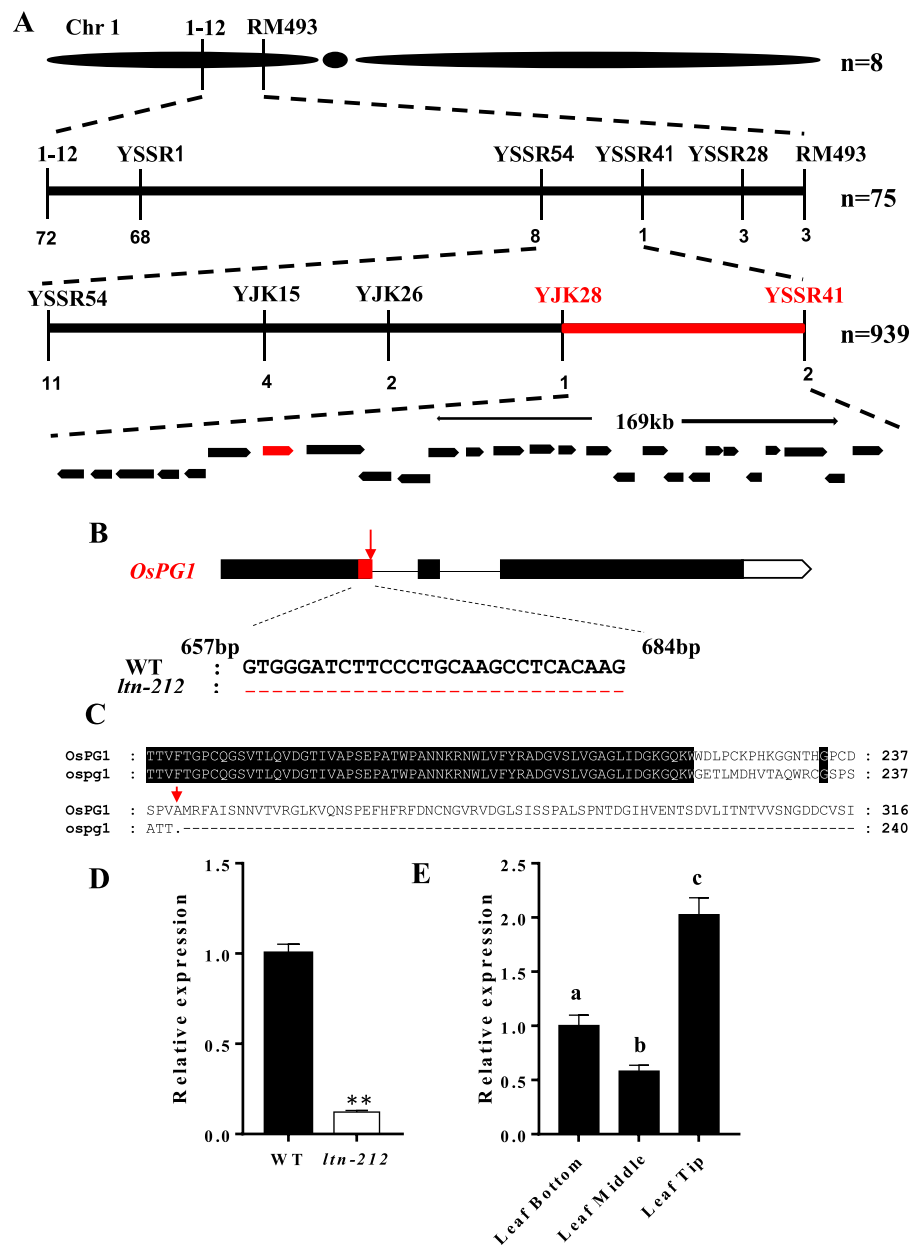 A
Chr 1 1-12 RM493
n=8
1-12 YSSR1 YSSR54 YSSR41 YSSR28 RM493
n=75
72 68 8 1 3 3
YSSR54 YJK15 YJK26 YJK28 YSSR41
n=939
11 4 2 1 2
169kb
B
OsPG1
657bp 684bp
WT : GTGGGATCTTCCCTGCAAGCCTCACAAG
ltn-212 : ----------------------------
C
OsPG1 : TTVFTGPCQGSVTLQVDGTIVAPSEPATWPANNKRNWLVFYRADGVSLVGAGLIDGKGQKWWDLPCKPHKGGNTHGPCD : 237
ospg1 : TTVFTGPCQGSVTLQVDGTIVAPSEPATWPANNKRNWLVFYRADGVSLVGAGLIDGKGQKWGETLMDHVTAQWRCGSPS : 237
OsPG1 : SPVAMRFAISNNVTVRGLKVQNSPEFHFRFDNCNGVRVDGLSISSPALSPNTDGIHVENTSDVLITNTVVSNGDDCVSI : 316
ospg1 : ATT.--------------------------------------------------------------------------- : 240
D
Relative expression
1.5
1.0
0.5
0.0
**
WT ltn-212
E
Relative expression
2.5
2.0
1.5
1.0
0.5
0.0
a b c
Leaf Bottom
Leaf Middle
Leaf Tip